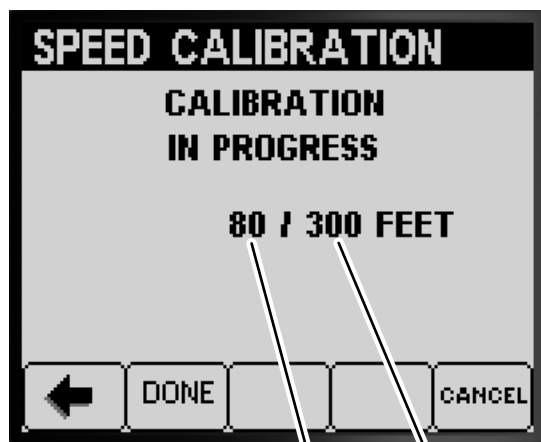 SPEED CALIBRATION
CALIBRATION
IN PROGRESS
80 / 300 FEET
DONE
CANCEL